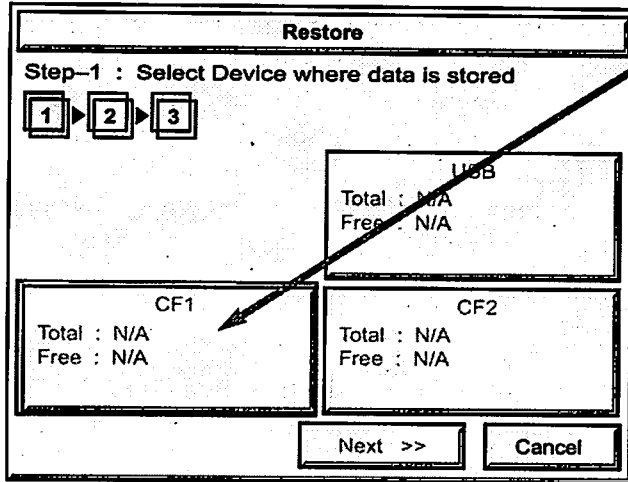 Restore
Step–1 : Select Device where data is stored
1 2 3
USB
Total : N/A
Free : N/A
CF1
Total : N/A
Free : N/A
CF2
Total : N/A
Free : N/A
Next >>
Cancel